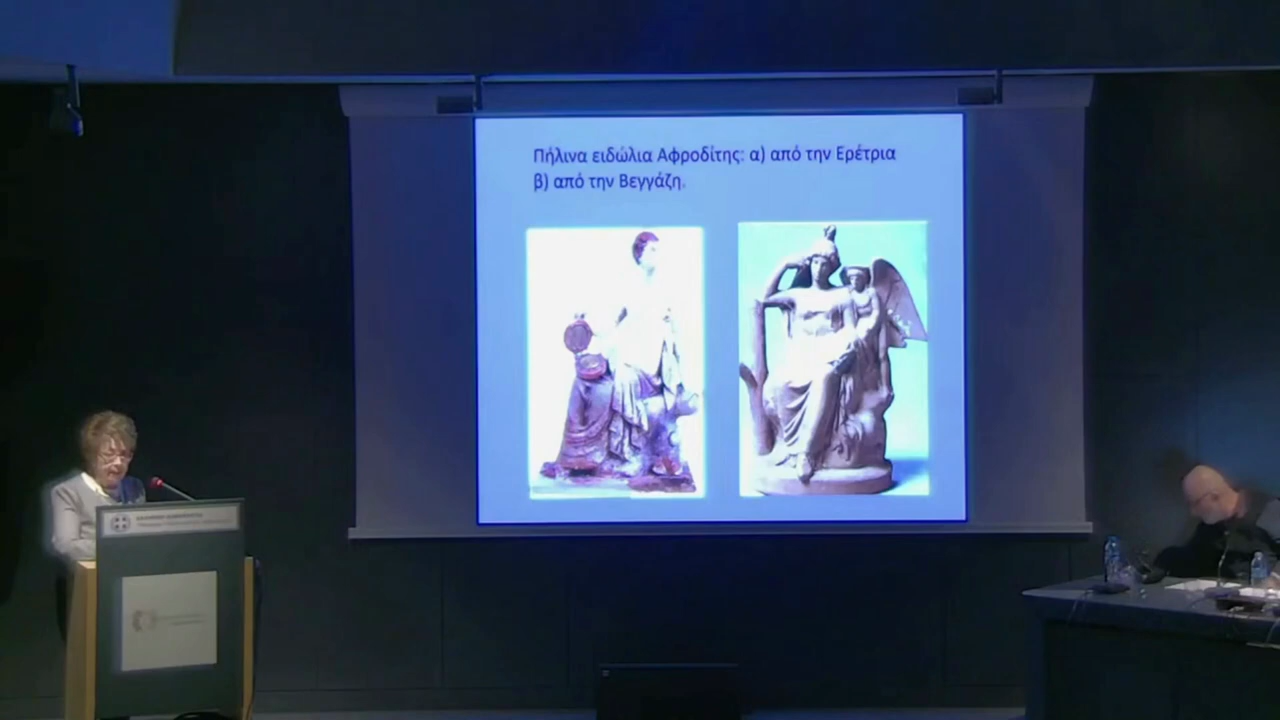 Πήλινα ειδώλια Αφροδίτης: α) από την Ερέτρια
β) από την Βεγγάζη.